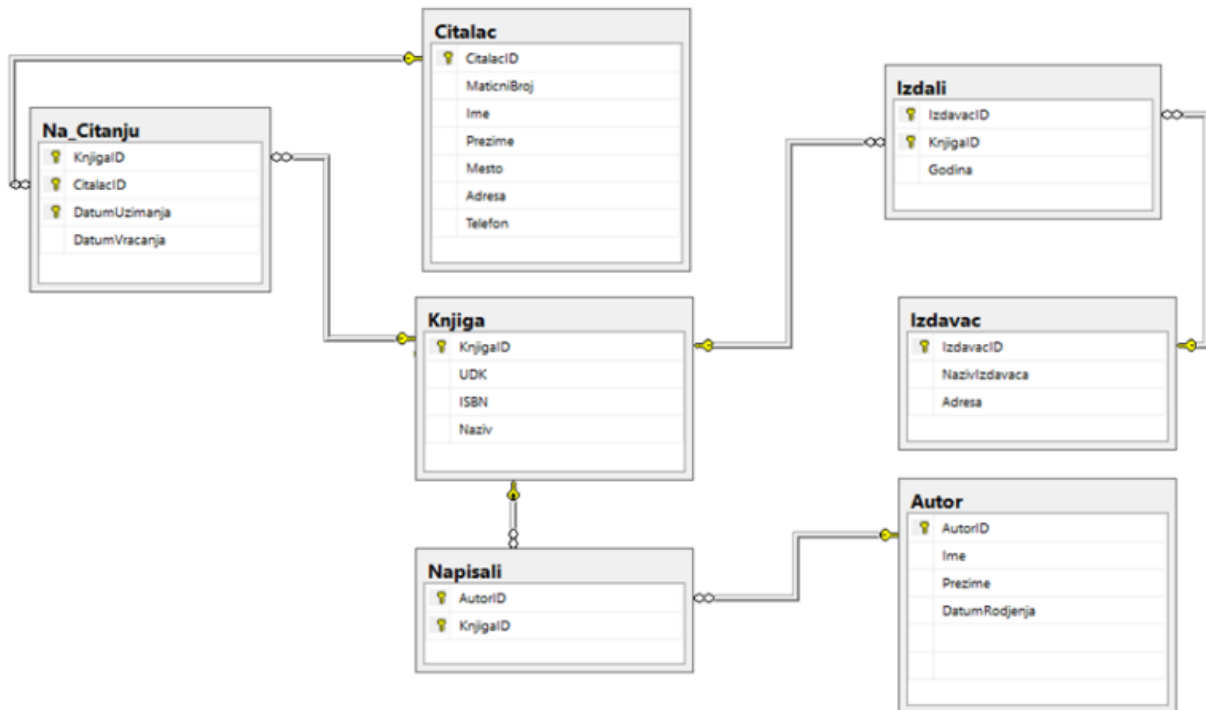 Citalac
CitalacID
MaticniBroj
Ime
Prezime
Mesto
Adresa
Telefon
Na_Citanju
KnjigaID
CitalacID
DatumUzimanja
DatumVracanja
Izdali
IzdavacID
KnjigaID
Godina
Knjiga
KnjigaID
UDK
ISBN
Naziv
Izdavac
IzdavacID
NazivIzdavaca
Adresa
Napisali
AutorID
KnjigaID
Autor
AutorID
Ime
Prezime
DatumRodjenja